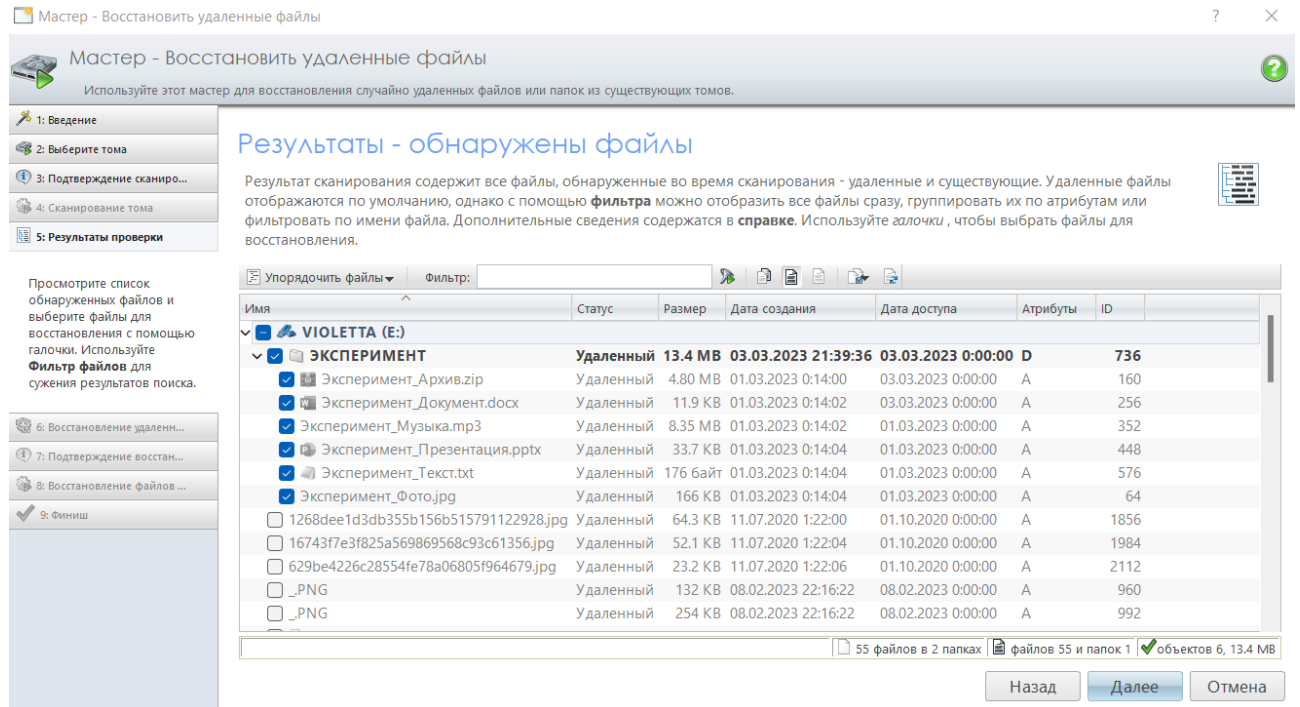 Мастер - Восстановить удаленные файлы
?
Мастер - Восстановить удаленные файлы
Используйте этот мастер для восстановления случайно удаленных файлов или папок из существующих томов.
1: Введение
2: Выберите тома
3: Подтверждение сканиро...
4: Сканирование тома
5: Результаты проверки
Просмотрите список
обнаруженных файлов и
выберите файлы для
восстановления с помощью
галочки. Используйте
Фильтр файлов для
сужения результатов поиска.
6: Восстановление удаленн...
7: Подтверждение восстан...
8: Восстановление файлов ...
9: Финиш
Результаты - обнаружены файлы
Результат сканирования содержит все файлы, обнаруженные во время сканирования - удаленные и существующие. Удаленные файлы
отображаются по умолчанию, однако с помощью фильтра можно отобразить все файлы сразу, группировать их по атрибутам или
фильтровать по имени файла. Дополнительные сведения содержатся в справке. Используйте галочки , чтобы выбрать файлы для
восстановления.
Упорядочить файлы Фильтр:
Имя Статус Размер Дата создания Дата доступа Атрибуты ID
VIOLETTA (E:)
ЭКСПЕРИМЕНТ Удаленный 13.4 MB 03.03.2023 21:39:36 03.03.2023 0:00:00 D 736
Эксперимент_Архив.zip Удаленный 4.80 MB 01.03.2023 0:14:00 03.03.2023 0:00:00 A 160
Эксперимент_Документ.docx Удаленный 11.9 KB 01.03.2023 0:14:02 03.03.2023 0:00:00 A 256
Эксперимент_Музыка.mp3 Удаленный 8.35 MB 01.03.2023 0:14:02 01.03.2023 0:00:00 A 352
Эксперимент_Презентация.pptx Удаленный 33.7 KB 01.03.2023 0:14:04 01.03.2023 0:00:00 A 448
Эксперимент_Текст.txt Удаленный 176 байт 01.03.2023 0:14:04 01.03.2023 0:00:00 A 576
Эксперимент_Фото.jpg Удаленный 166 KB 01.03.2023 0:14:04 01.03.2023 0:00:00 A 64
1268dee1d3db355b156b515791122928.jpg Удаленный 64.3 KB 11.07.2020 1:22:00 01.10.2020 0:00:00 A 1856
16743f7e3f825a569869568c93c61356.jpg Удаленный 52.1 KB 11.07.2020 1:22:04 01.10.2020 0:00:00 A 1984
629be4226c28554fe78a06805f964679.jpg Удаленный 23.2 KB 11.07.2020 1:22:06 01.10.2020 0:00:00 A 2112
_.PNG Удаленный 132 KB 08.02.2023 22:16:22 08.02.2023 0:00:00 A 960
_.PNG Удаленный 254 KB 08.02.2023 22:16:22 08.02.2023 0:00:00 A 992
55 файлов в 2 папках файлов 55 и папок 1 объектов 6, 13.4 MB
Назад Далее Отмена